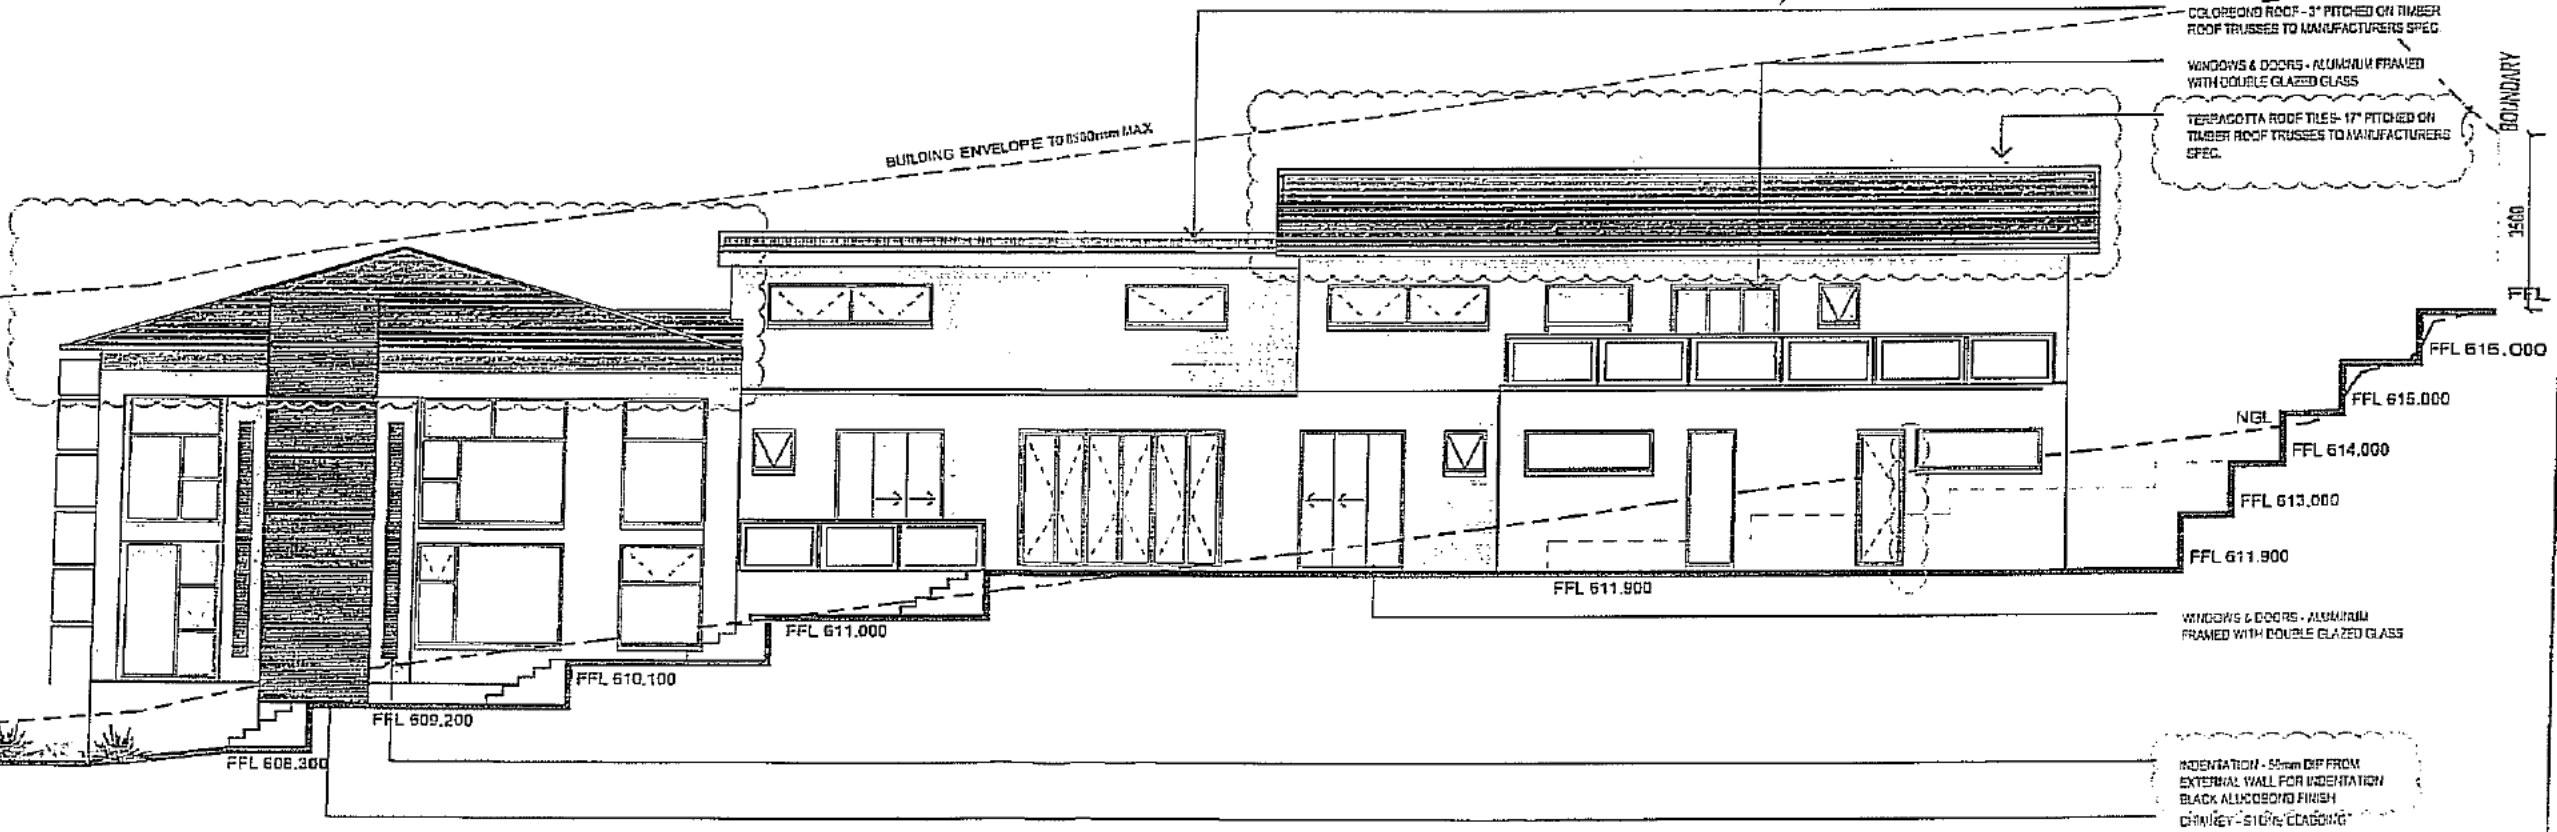 COLORBOND ROOF - 3° PITCHED ON TIMBER
ROOF TRUSSES TO MANUFACTURERS SPEC.
WINDOWS & DOORS - ALUMINUM FRAMED
WITH DOUBLE GLAZED GLASS
TERRACOTTA ROOF TILES- 17° PITCHED ON
TIMBER ROOF TRUSSES TO MANUFACTURERS
SPEC.
BOUNDARY
3500
BUILDING ENVELOPE TO 8500mm MAX
FFL
FFL 616.000
FFL 615.000
NGL
FFL 614.000
FFL 613.000
FFL 611.900
FFL 611.900
FFL 611.000
FFL 610.100
FFL 609.200
FFL 608.300
WINDOWS & DOORS - ALUMINUM
FRAMED WITH DOUBLE GLAZED GLASS
INDENTATION - 50mm DIP FROM
EXTERNAL WALL FOR INDENTATION
BLACK ALUCOBOND FINISH
CHIMNEY - STONE CLADDING